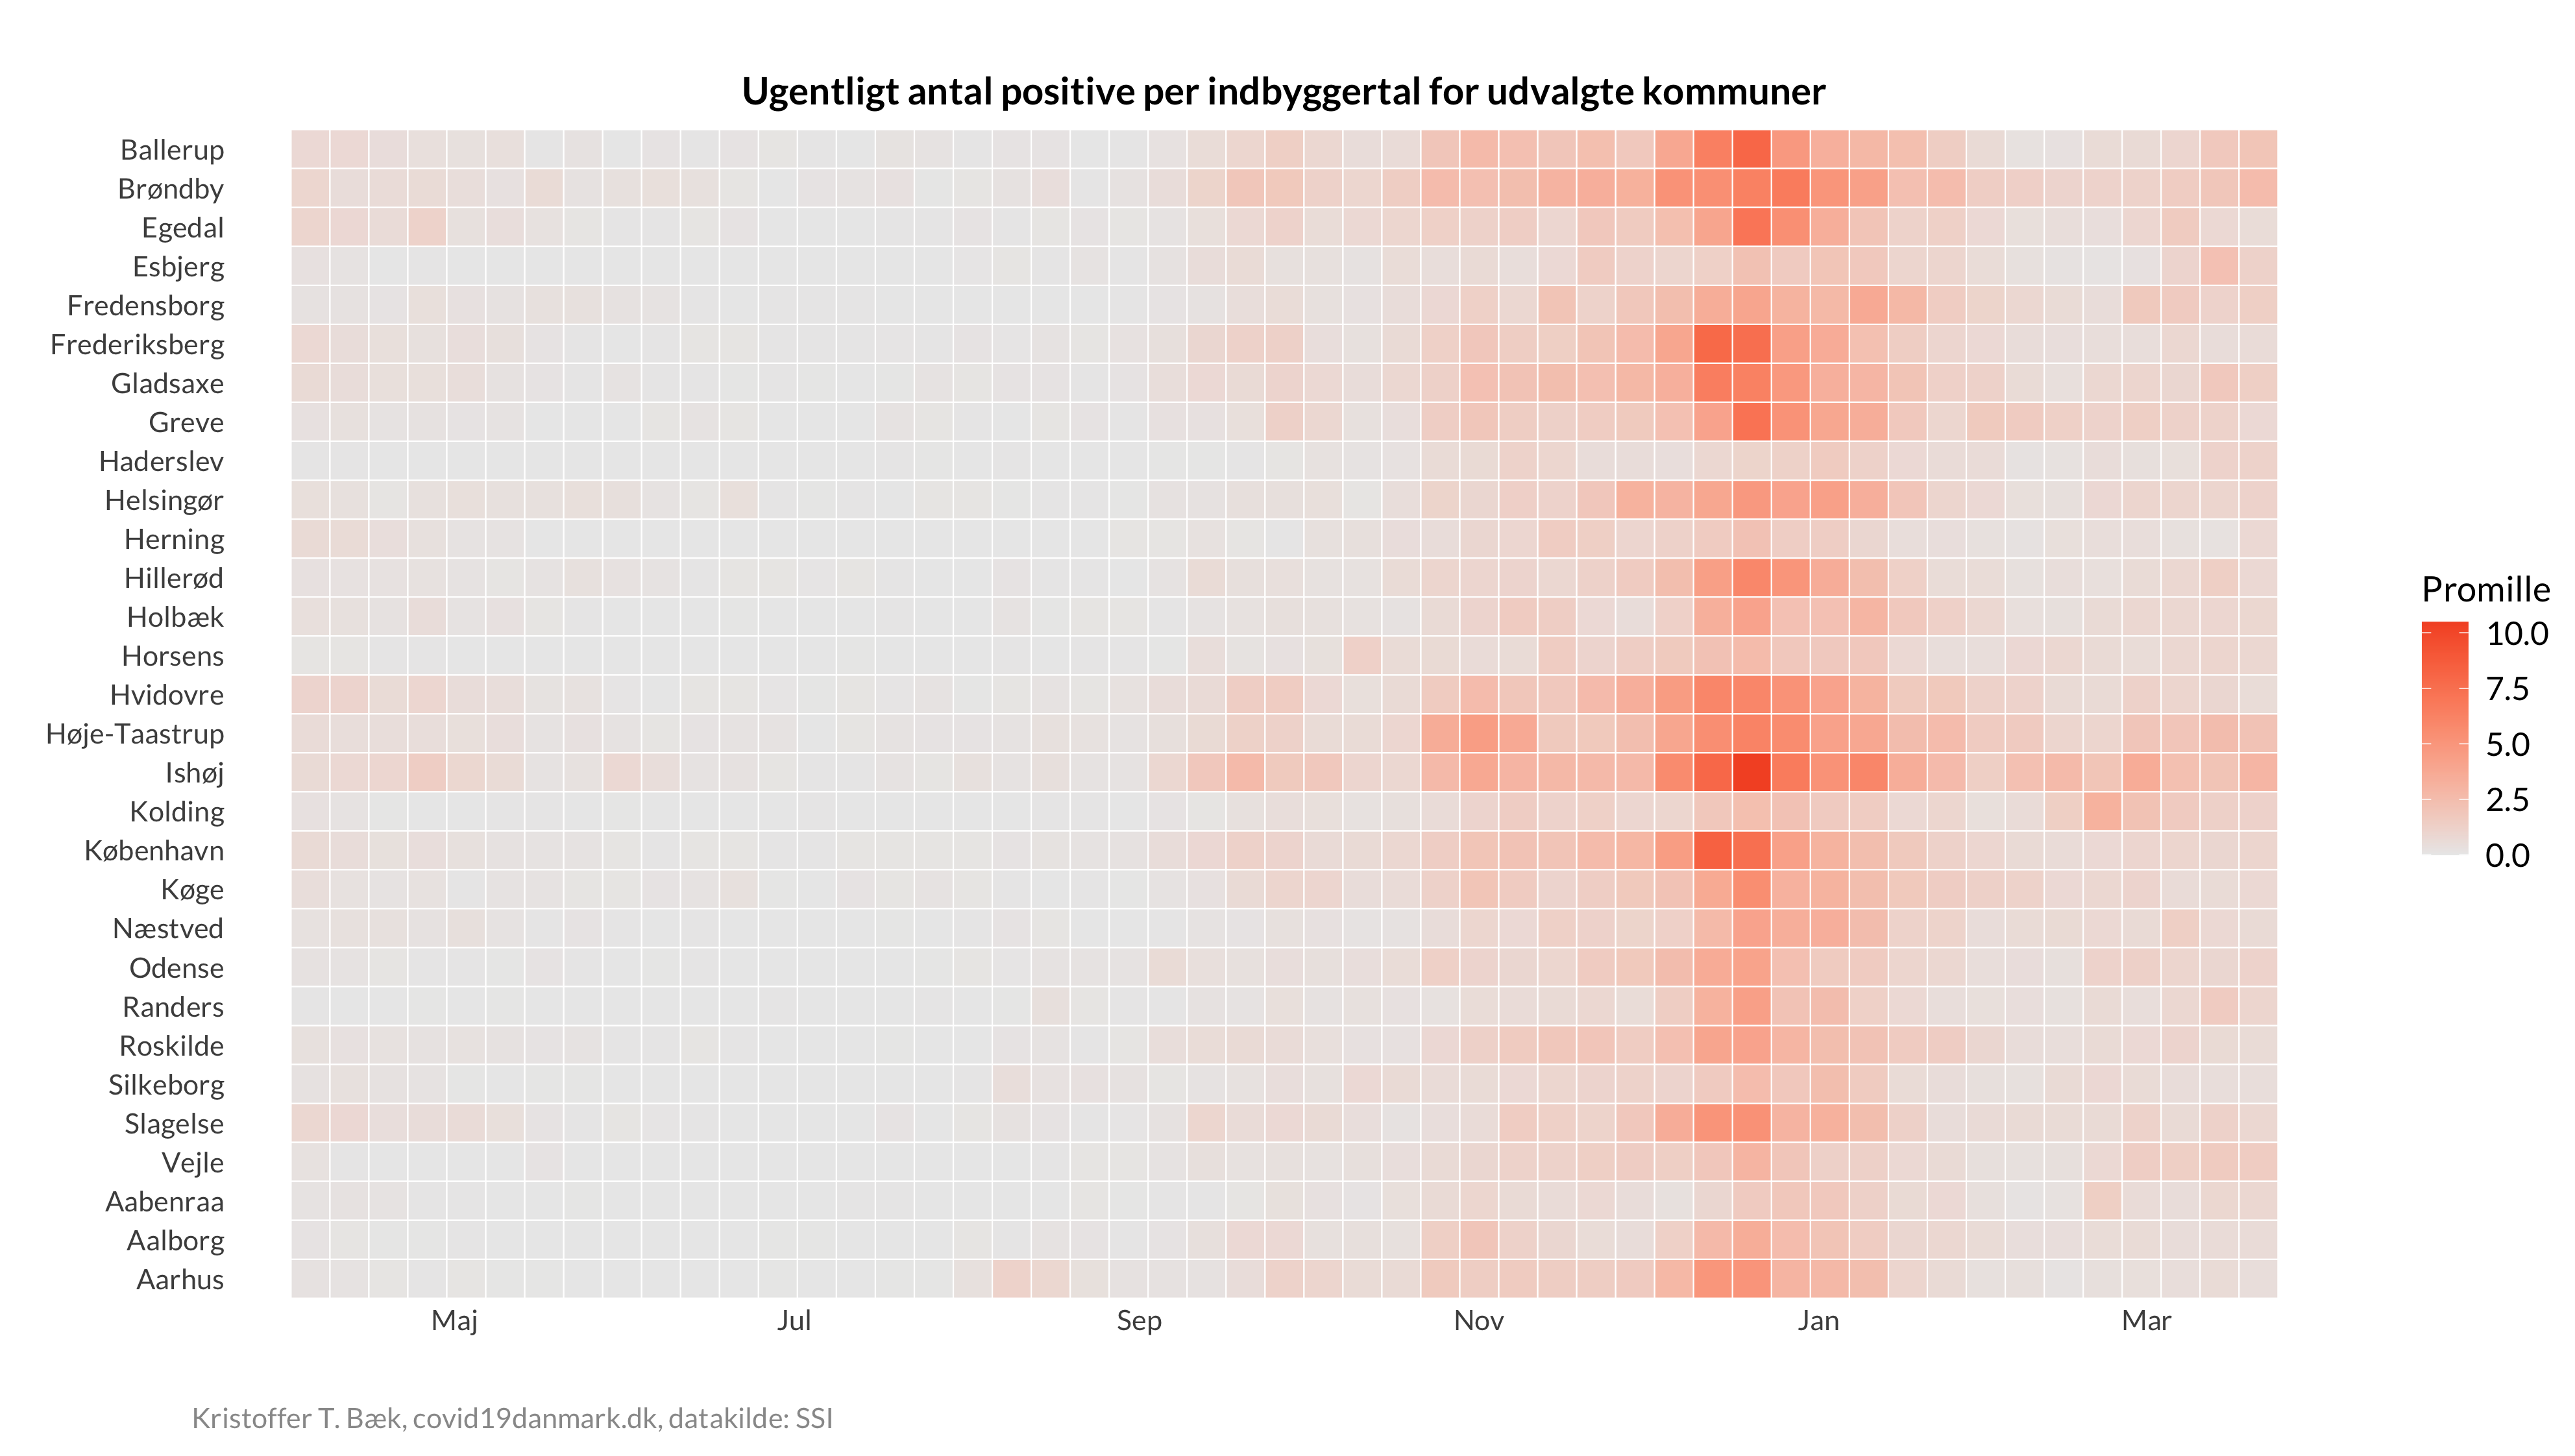 Ugentligt antal positive per indbyggertal for udvalgte kommuner
Ballerup
Brøndby
Egedal
Esbjerg
Fredensborg
Frederiksberg
Gladsaxe
Greve
Haderslev
Helsingør
Herning
Hillerød
Holbæk
Horsens
Hvidovre
Høje-Taastrup
Ishøj
Kolding
København
Køge
Næstved
Odense
Randers
Roskilde
Silkeborg
Slagelse
Vejle
Aabenraa
Aalborg
Aarhus
Maj Jul Sep Nov Jan Mar
Promille
10.0
7.5
5.0
2.5
0.0
Kristoffer T. Bæk, covid19danmark.dk, datakilde: SSI